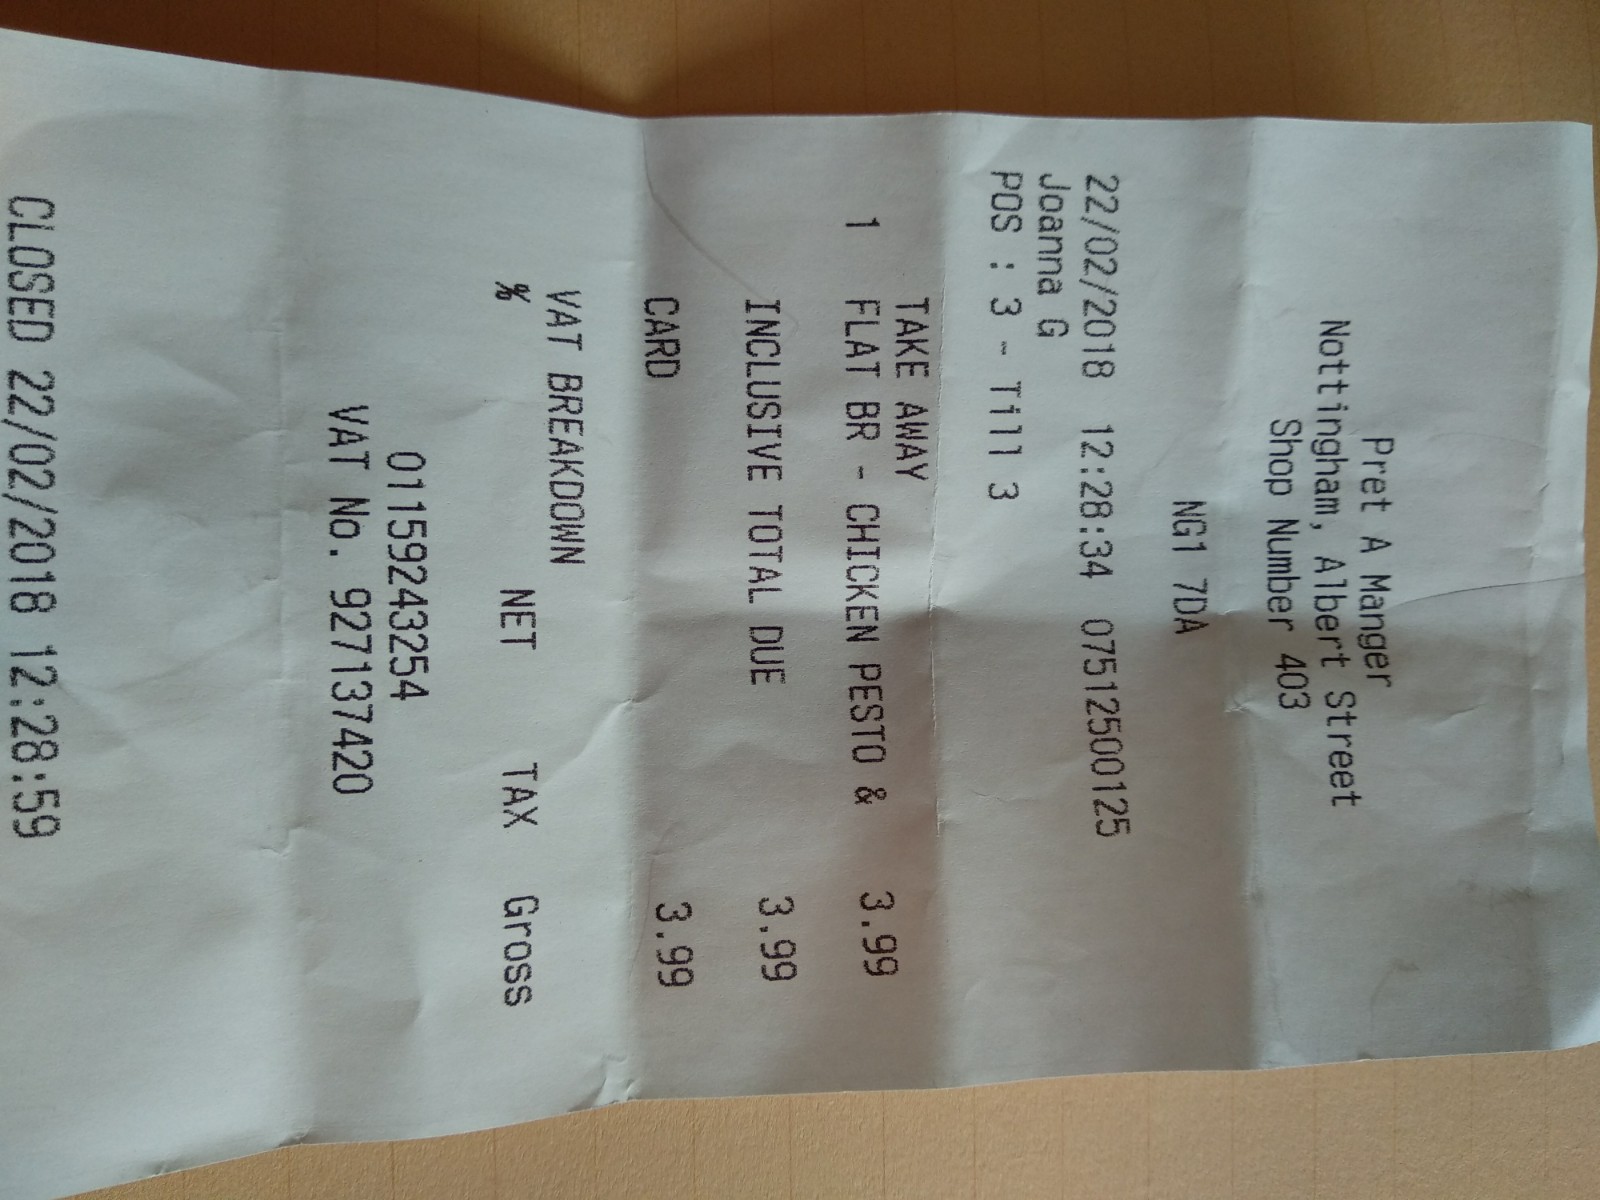 Pret A Manger
Nottingham, Albert Street
Shop Number 403
NG1 7DA
22/02/2018 12:28:34 07512500125
Joanna G
POS : 3 - Till 3
TAKE AWAY
1 FLAT BR - CHICKEN PESTO & 3.99
INCLUSIVE TOTAL DUE 3.99
CARD 3.99
VAT BREAKDOWN
% NET TAX Gross
01159243254
VAT No. 927137420
CLOSED 22/02/2018 12:28:59